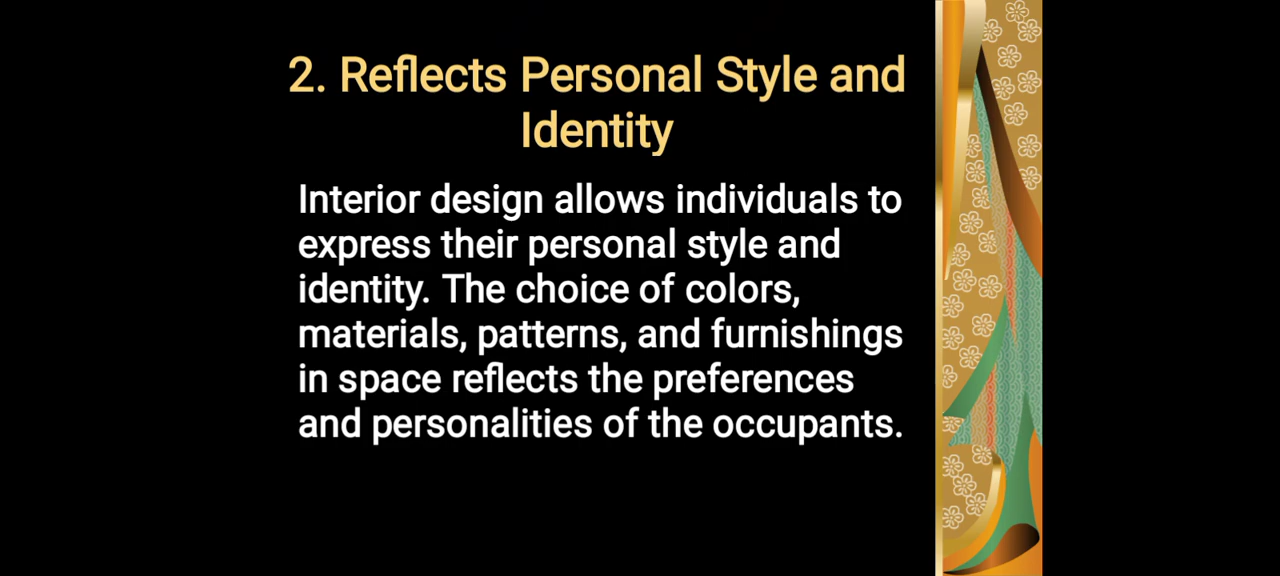 2. Reflects Personal Style and
Identity
Interior design allows individuals to
express their personal style and
identity. The choice of colors,
materials, patterns, and furnishings
in space reflects the preferences
and personalities of the occupants.